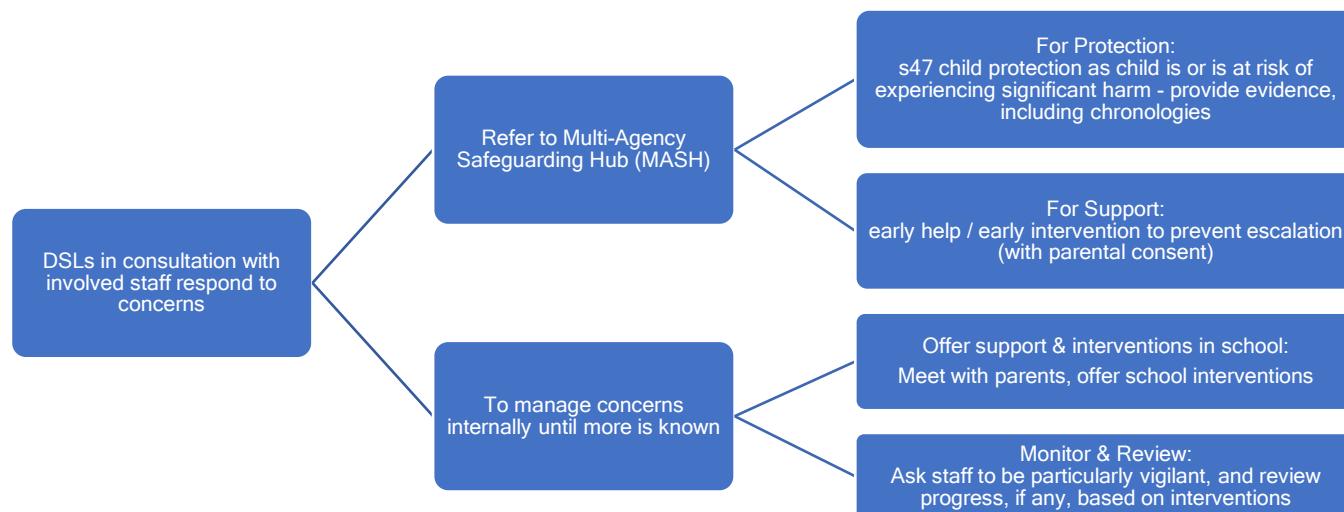 DSLs in consultation with
involved staff respond to
concerns
Refer to Multi-Agency
Safeguarding Hub (MASH)
For Protection:
s47 child protection as child is or is at risk of
experiencing significant harm - provide evidence,
including chronologies
For Support:
early help / early intervention to prevent escalation
(with parental consent)
To manage concerns
internally until more is known
Offer support & interventions in school:
Meet with parents, offer school interventions
Monitor & Review:
Ask staff to be particularly vigilant, and review
progress, if any, based on interventions